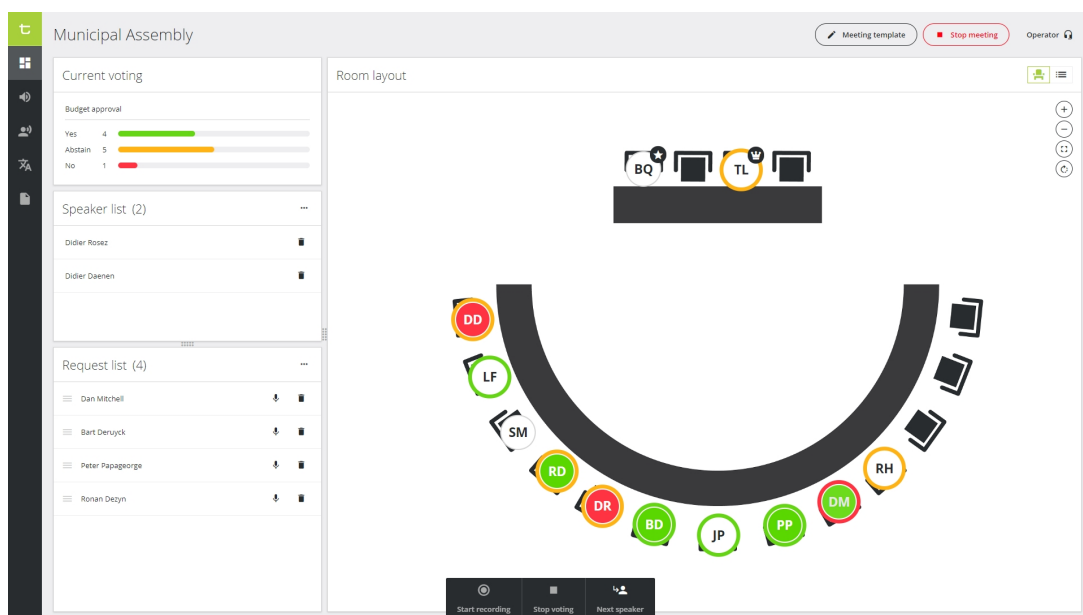 Municipal Assembly
Meeting template
Stop meeting
Operator
Current voting
Budget approval
Yes 4
Abstain 5
No 1
Speaker list (2)
Didier Rosez
Didier Daenen
Request list (4)
Dan Mitchell
Bart Deruyck
Peter Papageorge
Ronan Dezyn
Room layout
BQ
TL
DD
LF
SM
RD
DR
BD
JP
PP
DM
RH
Start recording
Stop voting
Next speaker